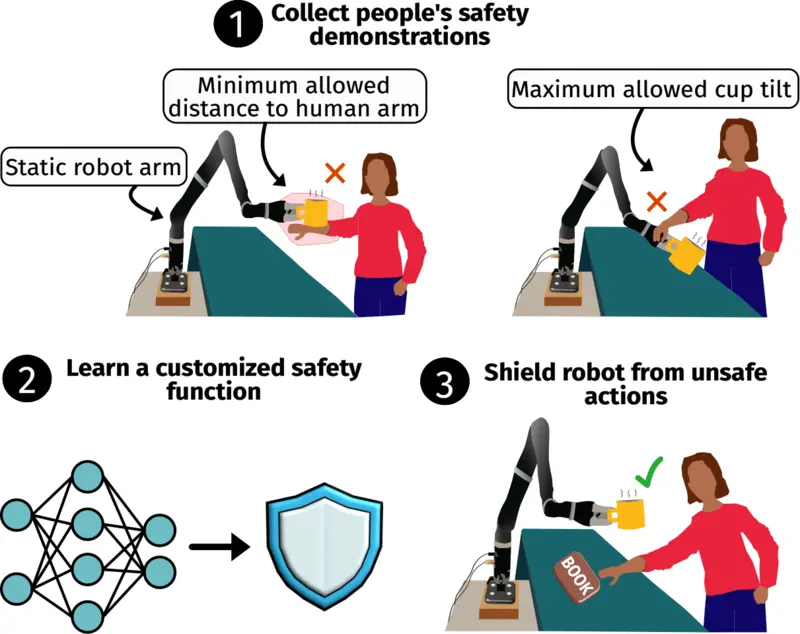 1
Collect people's safety
demonstrations
Minimum allowed
distance to human arm
Static robot arm
Maximum allowed cup tilt
2
Learn a customized safety
function
3
Shield robot from unsafe
actions
BOOK